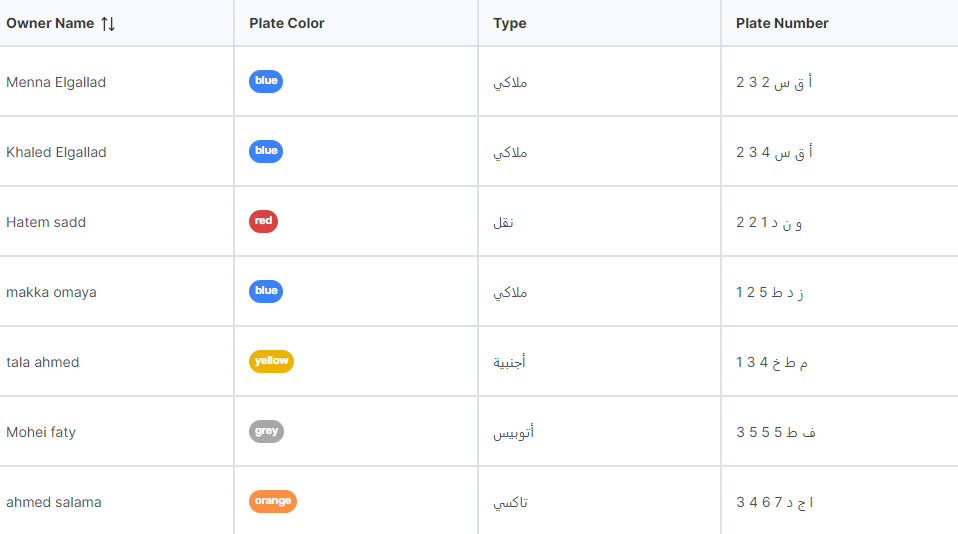 Owner Name ↑↓ Plate Color Type Plate Number
Menna Elgallad blue ملاكي أ ق س 2 3 2
Khaled Elgallad blue ملاكي أ ق س 4 3 2
Hatem sadd red نقل و ن د 1 2 2
makka omaya blue ملاكي ز د ط 5 2 1
tala ahmed yellow أجنبية م ط خ 4 3 1
Mohei faty grey أتوبيس ف ط 5 5 5 3
ahmed salama orange تاكسي ا ج د 7 6 4 3